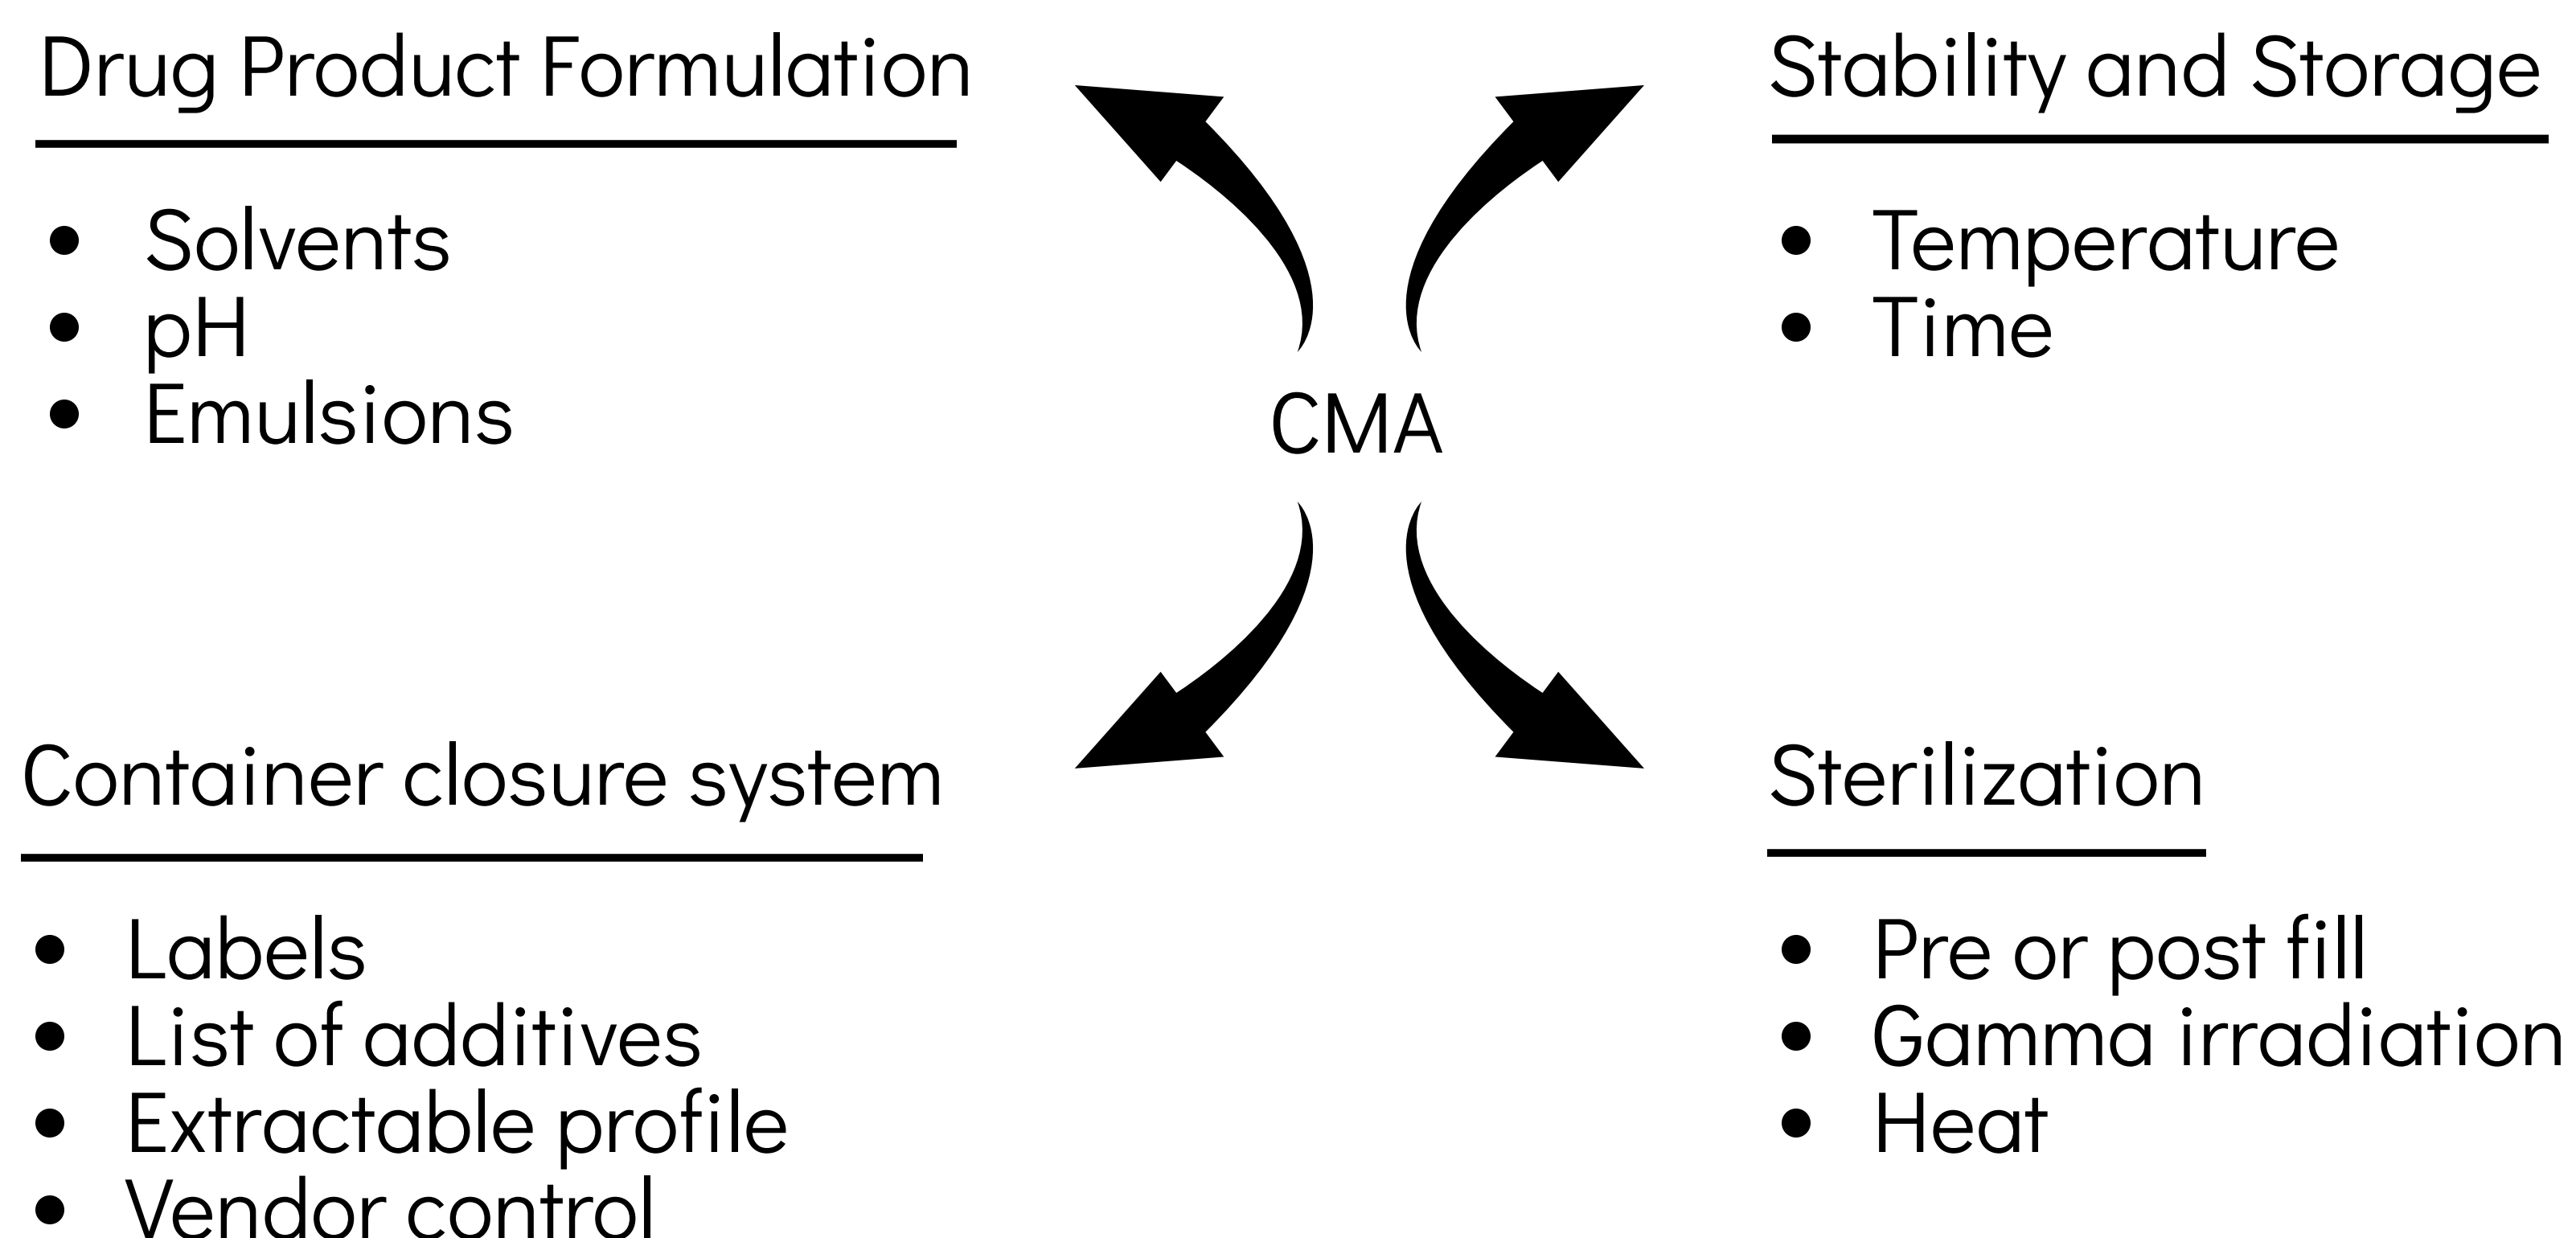 Drug Product Formulation
• Solvents
• pH
• Emulsions
Stability and Storage
• Temperature
• Time
CMA
Container closure system
• Labels
• List of additives
• Extractable profile
• Vendor control
Sterilization
• Pre or post fill
• Gamma irradiation
• Heat